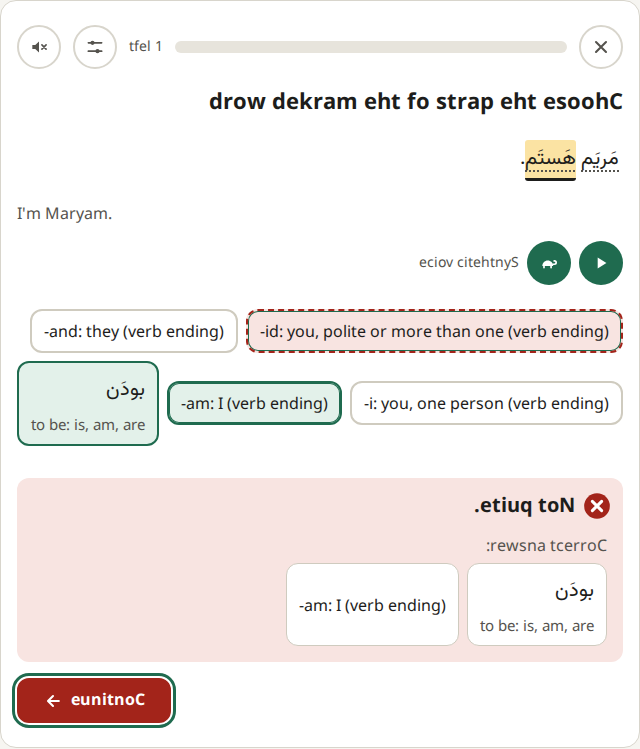 tfel 1
drow dekram eht fo strap eht esoohC
مَریَم هَستَم.
I'm Maryam.
eciov citehtnyS
-id: you, polite or more than one (verb ending)
-and: they (verb ending)
-i: you, one person (verb ending)
-am: I (verb ending)
بودَن
to be: is, am, are
.etiuq toN
:rewsna tcerroC
بودَن
to be: is, am, are
-am: I (verb ending)
eunitnoC